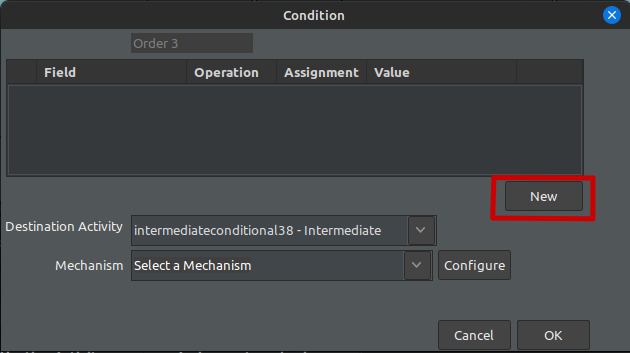 Condition
Order 3
Field Operation Assignment Value
New
Destination Activity intermediateconditional38 - Intermediate
Mechanism Select a Mechanism Configure
Cancel OK